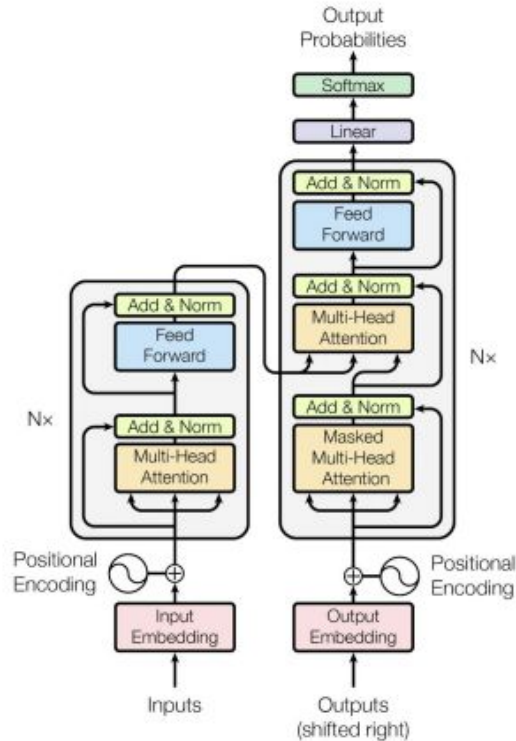 Output
Probabilities
Softmax
Linear
Add & Norm
Feed
Forward
Add & Norm
Multi-Head
Attention
Add & Norm
Masked
Multi-Head
Attention
N×
Positional
Encoding
Output
Embedding
Outputs
(shifted right)
Add & Norm
Feed
Forward
Add & Norm
Multi-Head
Attention
N×
Positional
Encoding
Input
Embedding
Inputs